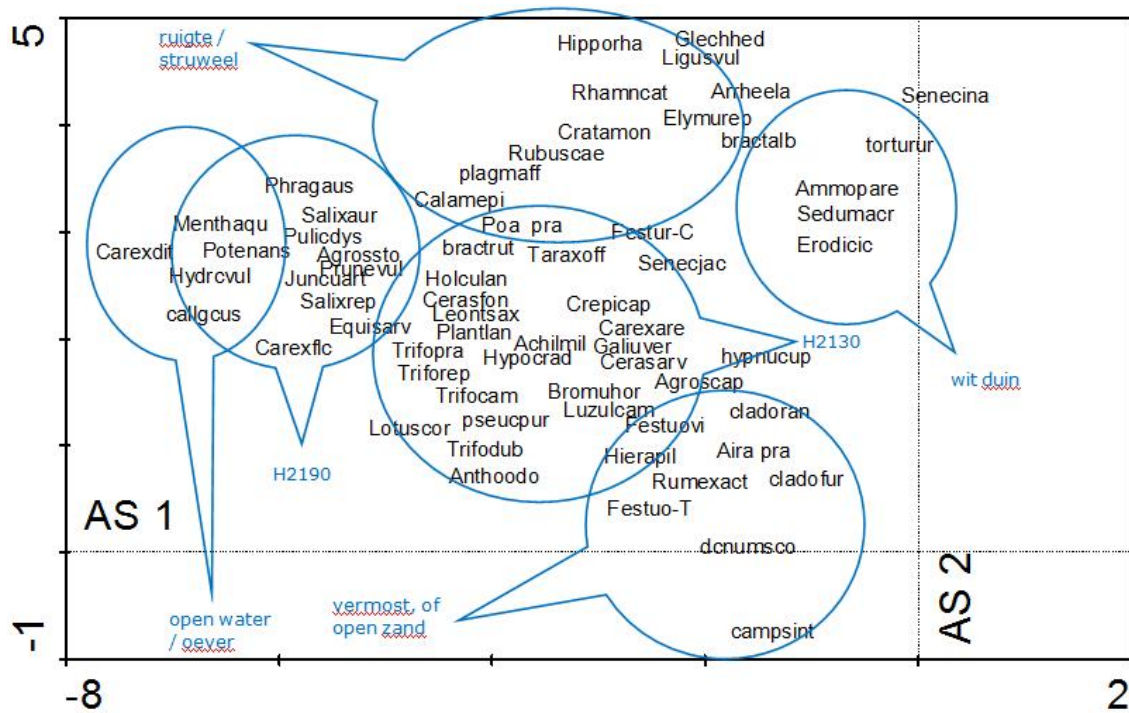 5
ruigte /
struweel
Hipporha
Glechhed
Ligusvul
Rhamncat
Arrheela
Senecina
Elymurep
Cratamon
bractalb
torturur
Rubuscae
plagmaff
Phragaus
Calamepi
Ammopare
Menthaqu
Salixaur
Sedumacr
Poa pra
Pulicdys
Festur-C
Carexdit
Potenans
Agrossto
bractrut
Taraxoff
Erodicic
Prunevul
Senecjac
Hydrcvul
Juncuart
Holculan
Salixrep
Cerasfon
Crepicap
callgcus
Leontsax
Equisarv
Plantlan
Carexare
Achilmil
Galiuver
H2130
Carexflc
Trifopra
Hypocrad
Cerasarv
hypnucup
Triforep
Agroscap
wit duin
Trifocam
Bromuhor
Luzulcam
cladoran
Lotuscor
pseucpur
Festuovi
Trifodub
Hierapil
Aira pra
H2190
Anthoodo
Rumexact
cladofur
AS 1
Festuo-T
dcnumsco
AS 2
open water
/ oever
vermost, of
open zand
campsint
-1
-8
2